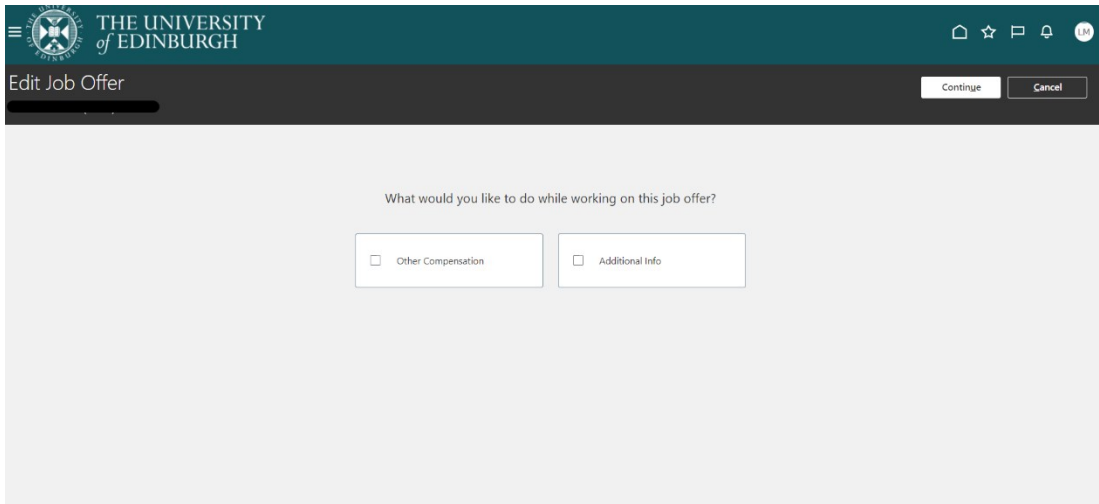 THE UNIVERSITY
of EDINBURGH
LM
Edit Job Offer
Continue
Cancel
What would you like to do while working on this job offer?
Other Compensation
Additional Info